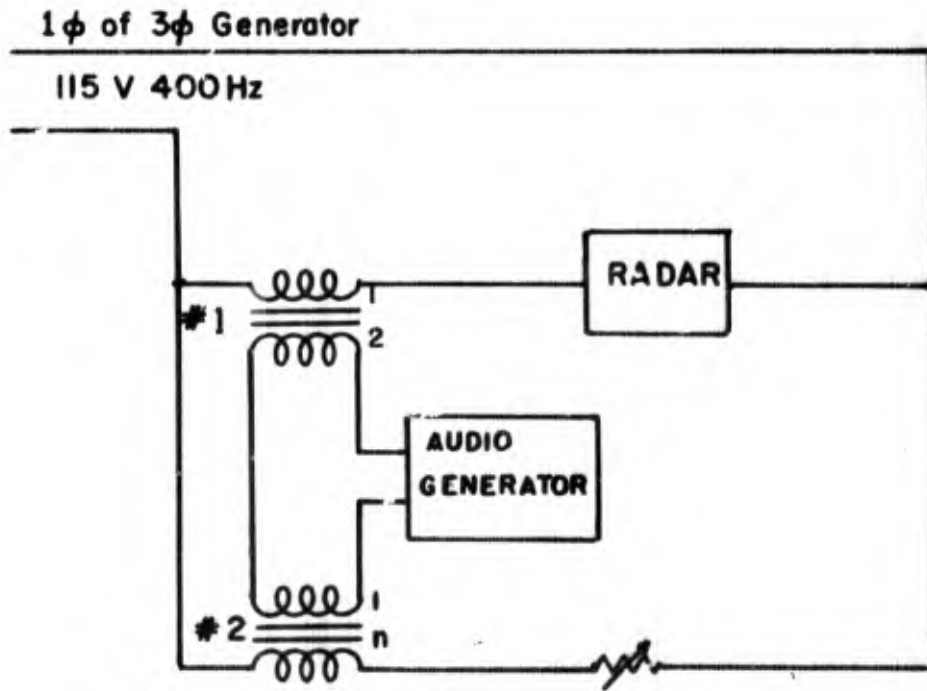 1ϕ of 3ϕ Generator
115 V 400Hz
RADAR
#1
1
2
AUDIO
GENERATOR
#2
1
n